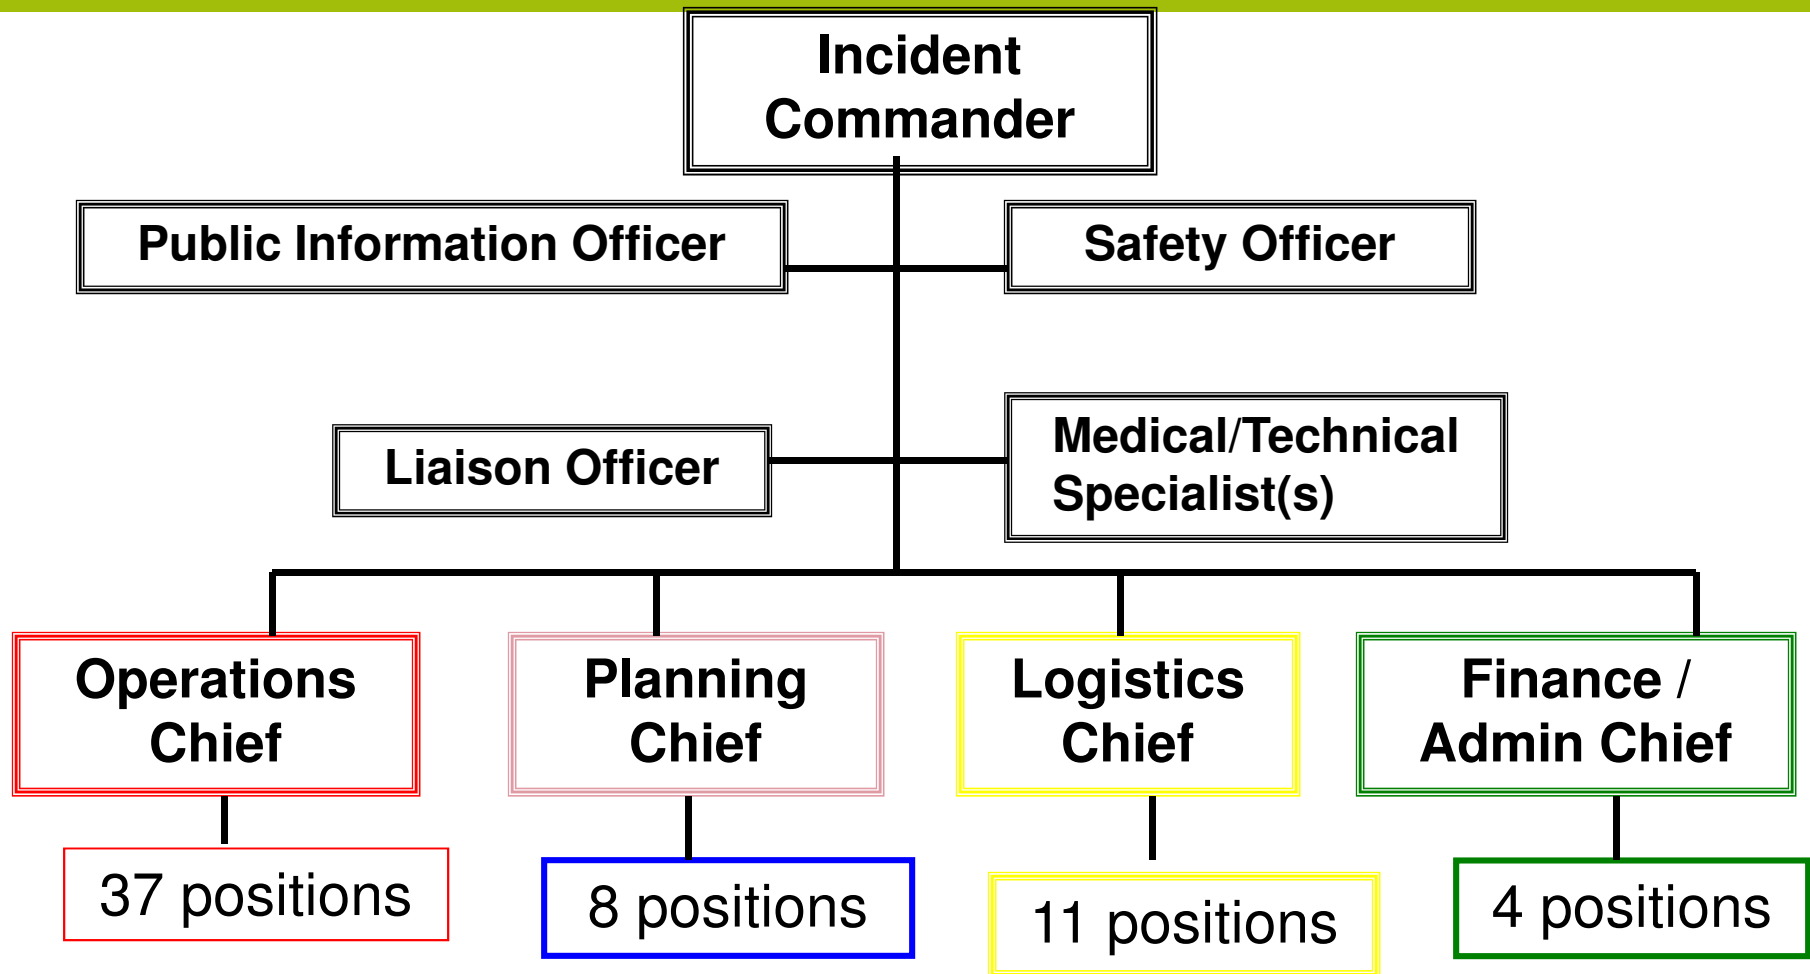 Incident
Commander
Public Information Officer
Safety Officer
Liaison Officer
Medical/Technical
Specialist(s)
Operations
Chief
Planning
Chief
Logistics
Chief
Finance /
Admin Chief
37 positions
8 positions
11 positions
4 positions